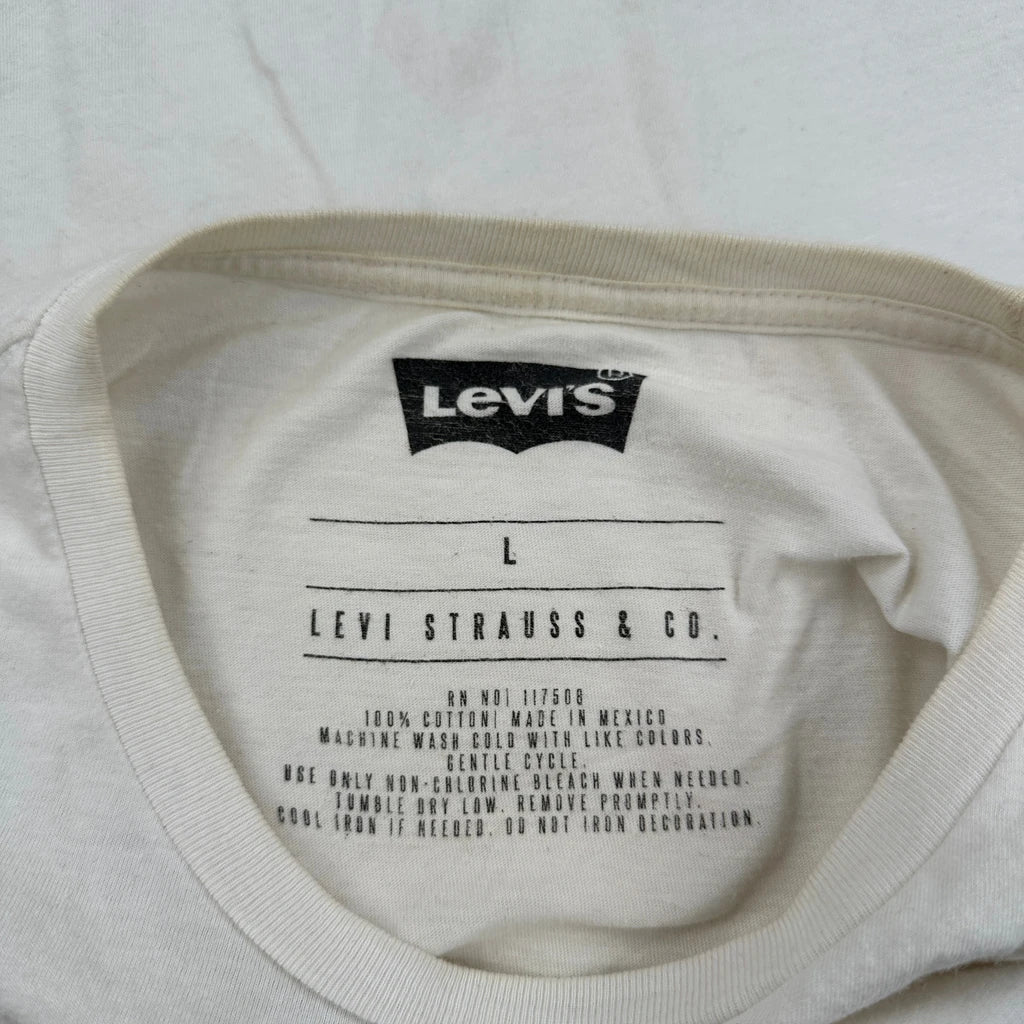 LEVI'S
L
LEVI STRAUSS & CO.
RN NO| 117508
100% COTTON| MADE IN MEXICO
MACHINE WASH COLD WITH LIKE COLORS.
GENTLE CYCLE.
USE ONLY NON-CHLORINE BLEACH WHEN NEEDED.
TUMBLE DRY LOW. REMOVE PROMPTLY.
COOL IRON IF NEEDED. DO NOT IRON DECORATION.